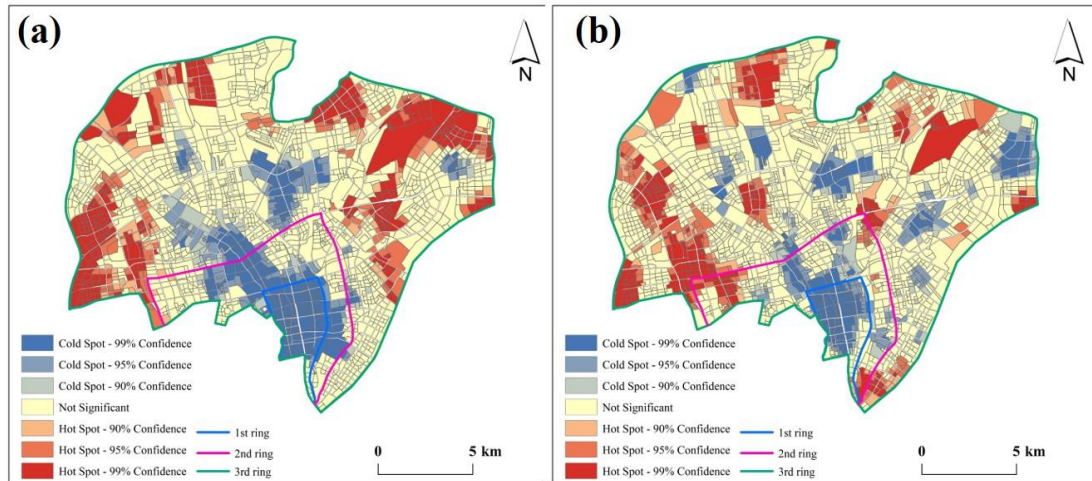 (a)
N
Cold Spot - 99% Confidence
Cold Spot - 95% Confidence
Cold Spot - 90% Confidence
Not Significant
Hot Spot - 90% Confidence
Hot Spot - 95% Confidence
Hot Spot - 99% Confidence
1st ring
2nd ring
3rd ring
0 5 km
(b)
N
Cold Spot - 99% Confidence
Cold Spot - 95% Confidence
Cold Spot - 90% Confidence
Not Significant
Hot Spot - 90% Confidence
Hot Spot - 95% Confidence
Hot Spot - 99% Confidence
1st ring
2nd ring
3rd ring
0 5 km